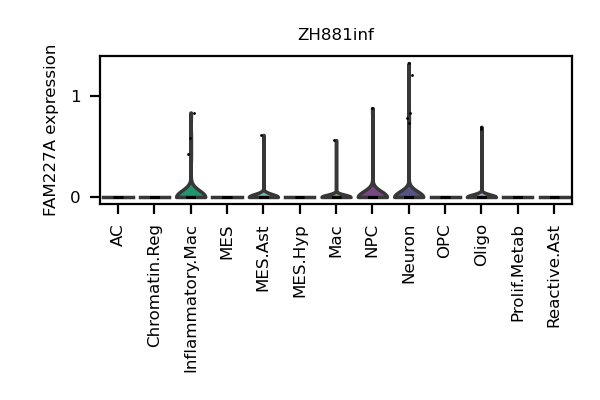 ZH881inf
FAM227A expression
1
0
AC
Chromatin.Reg
Inflammatory.Mac
MES
MES.Ast
MES.Hyp
Mac
NPC
Neuron
OPC
Oligo
Prolif.Metab
Reactive.Ast